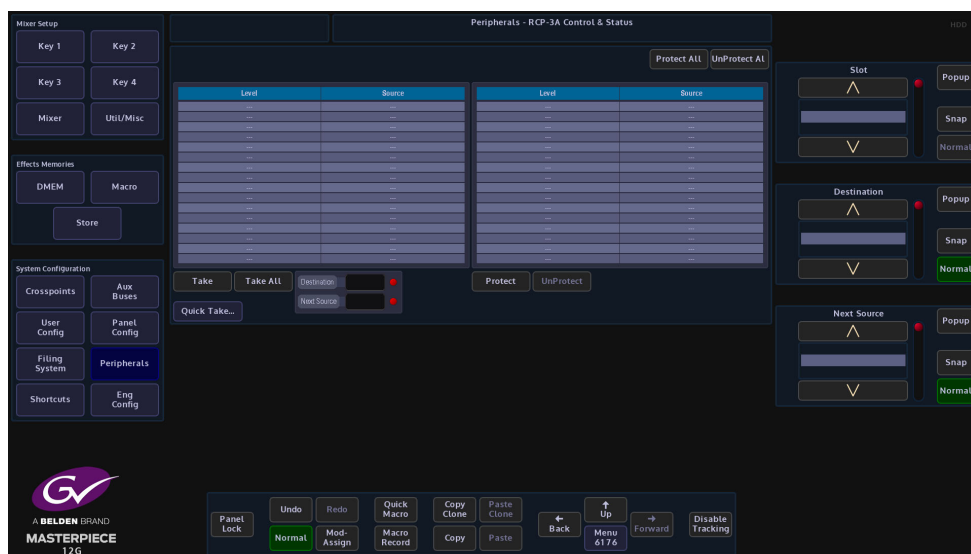 Mixer Setup
Key 1
Key 2
Key 3
Key 4
Mixer
Util/Misc
Effects Memories
DMEM
Macro
Store
System Configuration
Crosspoints
Aux
Buses
User
Config
Panel
Config
Filing
System
Peripherals
Shortcuts
Eng
Config
GV
A BELDEN BRAND
MASTERPIECE
12G
Peripherals - RCP-3A Control & Status
HDD
Protect All
UnProtect Al
Level
Source
Level
Source
Take
Take All
Destination
Next Source
Quick Take...
Protect
UnProtect
Slot
Popup
Snap
Normal
Destination
Popup
Snap
Normal
Next Source
Popup
Snap
Normal
Panel
Lock
Undo
Redo
Normal
Mod-
Assign
Quick
Macro
Macro
Record
Copy
Clone
Paste
Clone
Copy
Paste
Back
Up
Menu
6176
Forward
Disable
Tracking